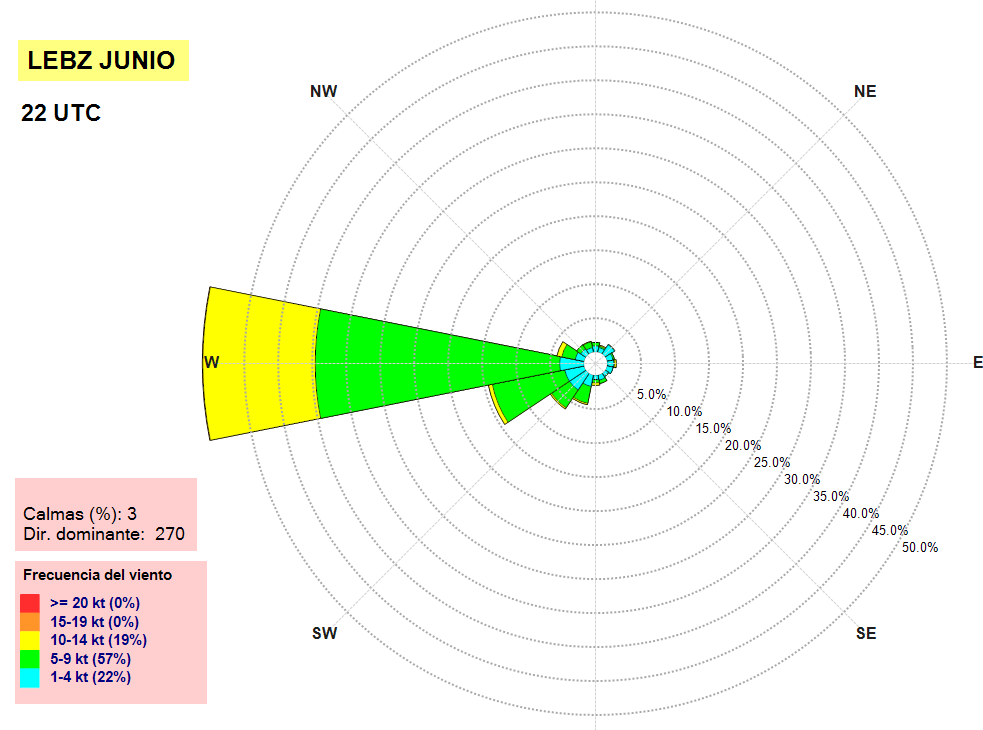 LEBZ JUNIO
22 UTC
NW
NE
W
E
5.0%
10.0%
15.0%
20.0%
25.0%
30.0%
35.0%
40.0%
45.0%
50.0%
Calmas (%): 3
Dir. dominante: 270
Frecuencia del viento
>= 20 kt (0%)
15-19 kt (0%)
10-14 kt (19%)
5-9 kt (57%)
1-4 kt (22%)
SW
SE